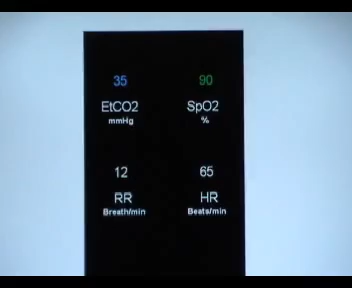 35 90
EtCO2 SpO2
mmHg %
12 65
RR HR
Breath/min Beats/min